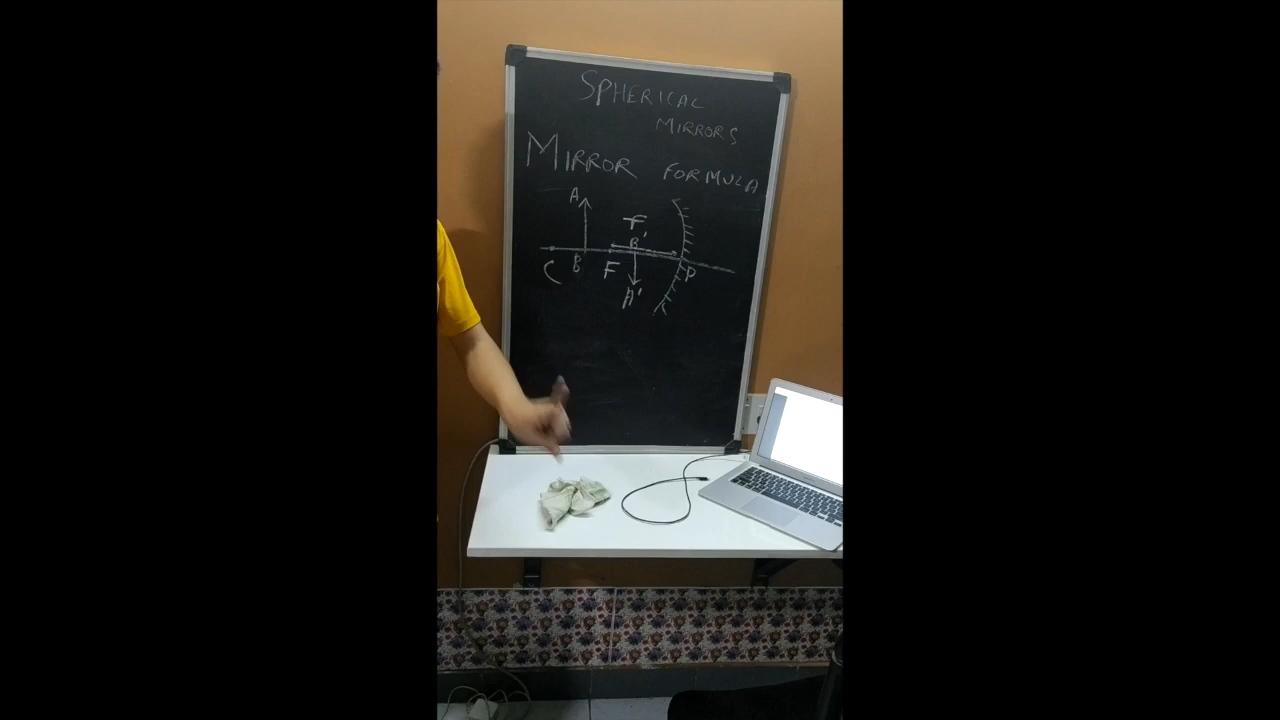 SPHERICAL
MIRRORS
MIRROR FORMULA
A
f
B'
C B F P
A'